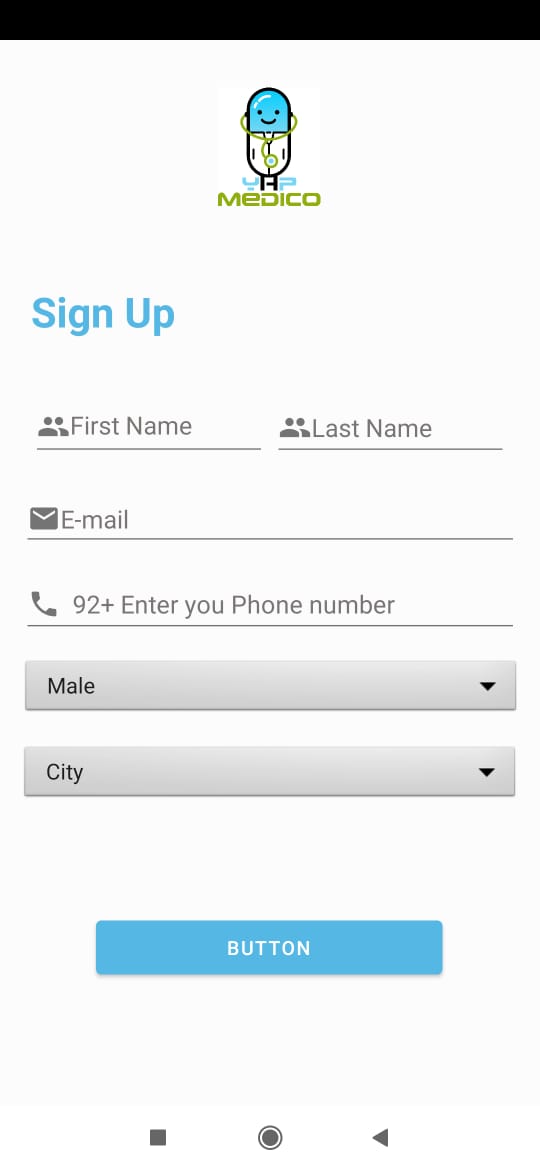 YAP
MEDICO
Sign Up
First Name Last Name
E-mail
92+ Enter you Phone number
Male
City
BUTTON